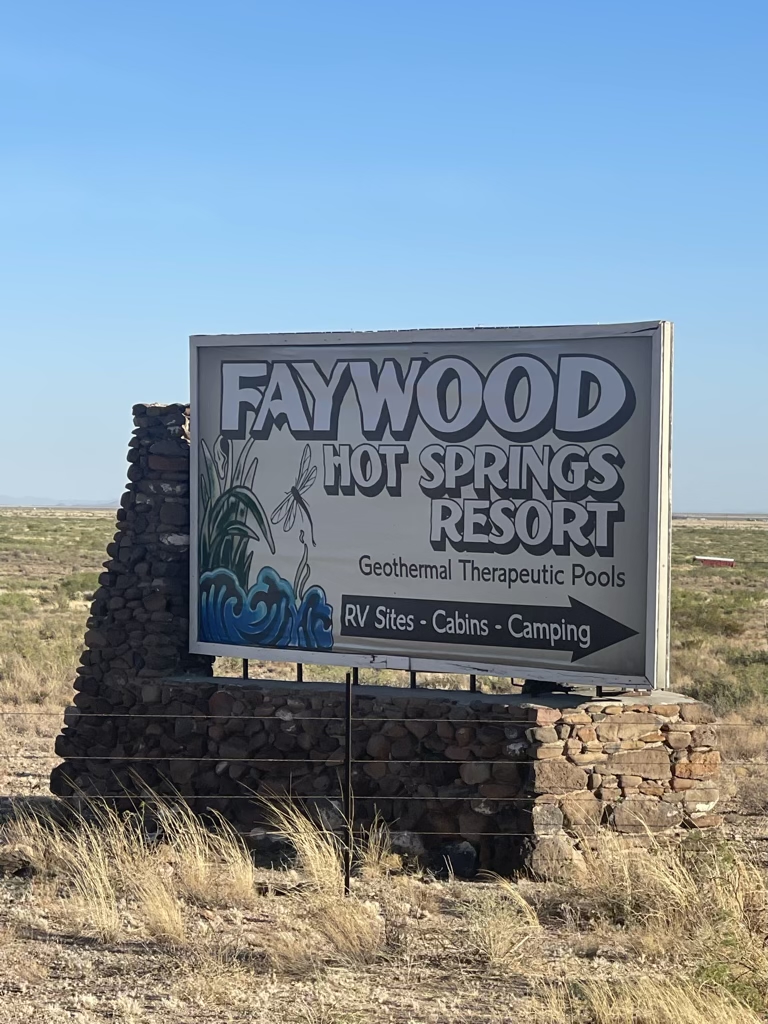 FAYWOOD
HOT SPRINGS
RESORT
Geothermal Therapeutic Pools
RV Sites - Cabins - Camping